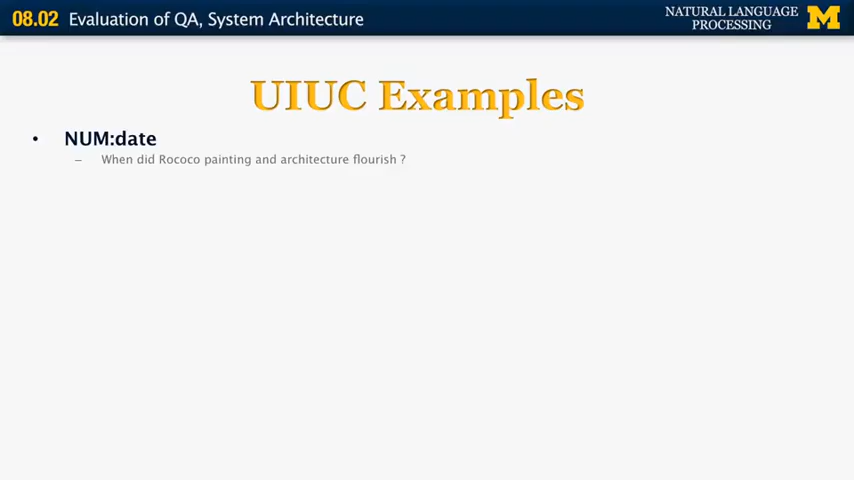 08.02 Evaluation of QA, System Architecture
NATURAL LANGUAGE
PROCESSING M
UIUC Examples
• NUM:date
– When did Rococo painting and architecture flourish ?